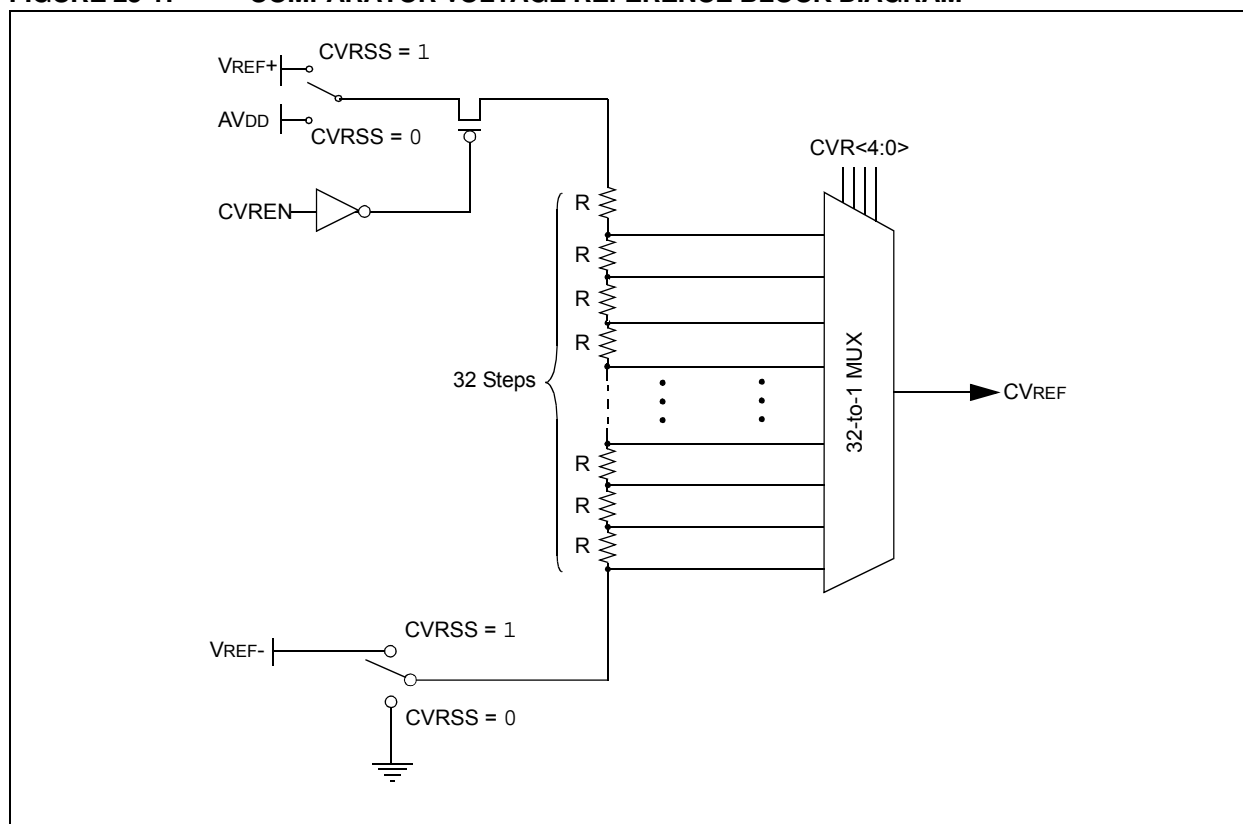 VREF+
CVRSS = 1
AVDD
CVRSS = 0
CVREN
CVR<4:0>
R
R
R
R
32 Steps
R
R
R
32-to-1 MUX
CVREF
VREF-
CVRSS = 1
CVRSS = 0